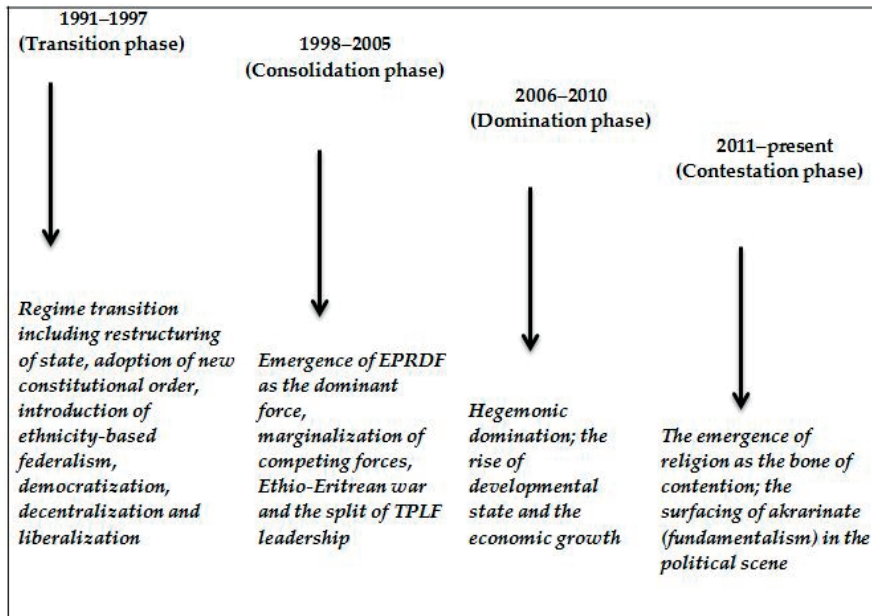 1991–1997
(Transition phase)
Regime transition
including restructuring
of state, adoption of new
constitutional order,
introduction of
ethnicity-based
federalism,
democratization,
decentralization and
liberalization
1998–2005
(Consolidation phase)
Emergence of EPRDF
as the dominant
force,
marginalization of
competing forces,
Ethio-Eritrean war
and the split of TPLF
leadership
2006–2010
(Domination phase)
Hegemonic
domination; the
rise of
developmental
state and the
economic growth
2011–present
(Contestation phase)
The emergence of
religion as the bone of
contention; the
surfacing of akrarinate
(fundamentalism) in the
political scene